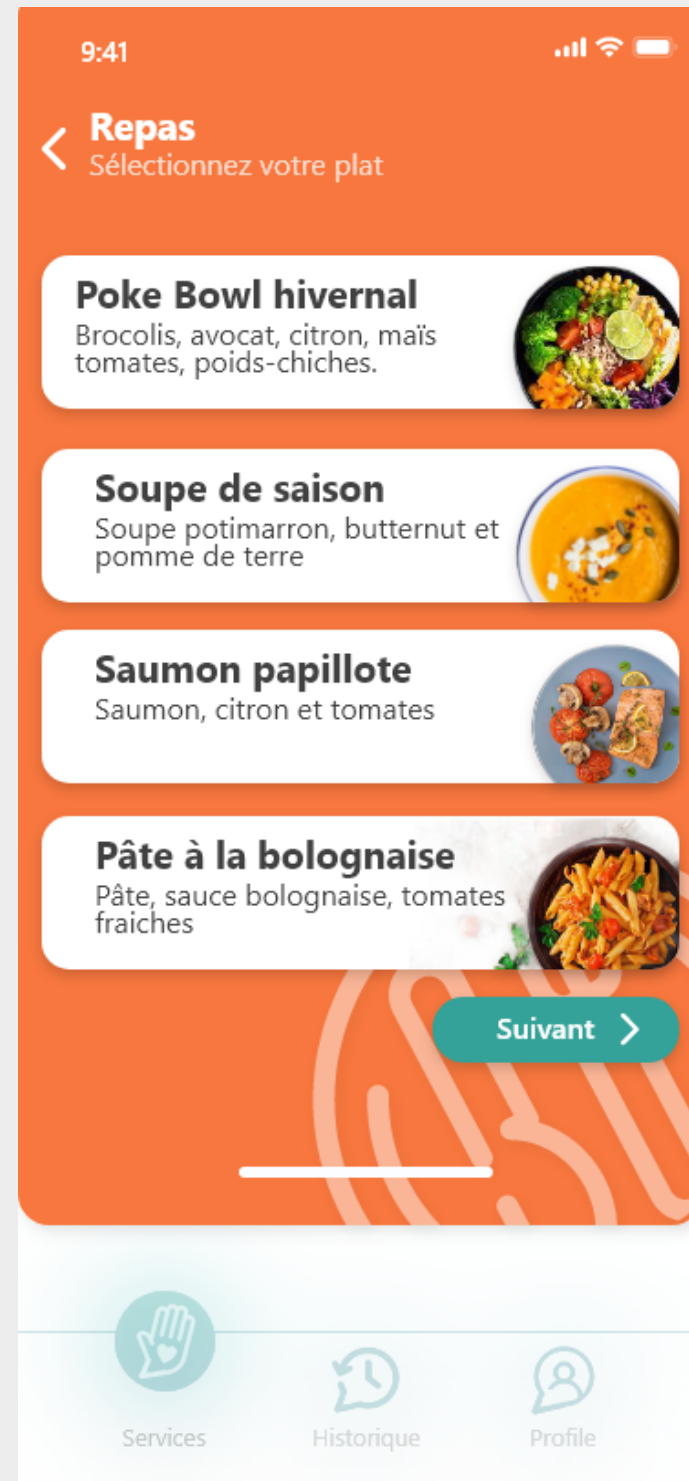 9:41
Repas
Sélectionnez votre plat
Poke Bowl hivernal
Brocolis, avocat, citron, maïs
tomates, poids-chiches.
Soupe de saison
Soupe potimarron, butternut et
pomme de terre
Saumon papillote
Saumon, citron et tomates
Pâte à la bolognaise
Pâte, sauce bolognaise, tomates
fraiches
Suivant
Services
Historique
Profile